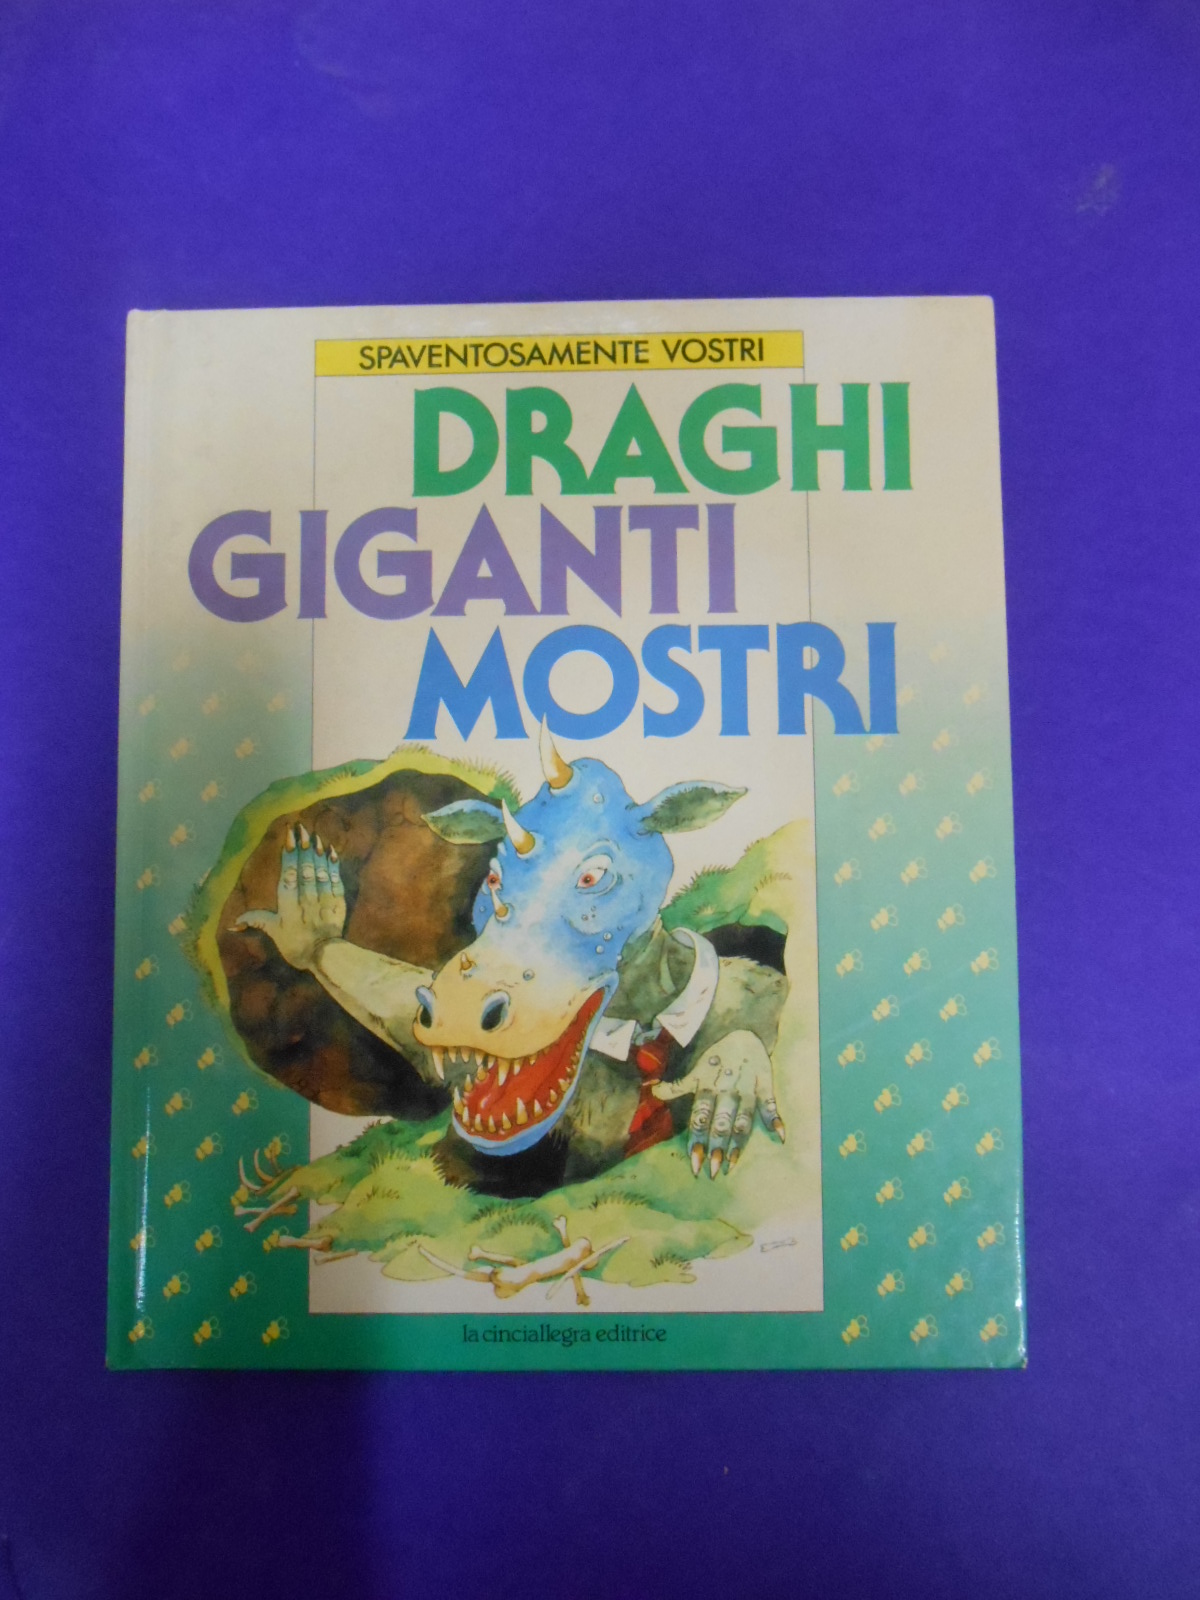 SPAVENTOSAMENTE VOSTRI
DRAGHI
GIGANTI
MOSTRI
la cinciallegra editrice